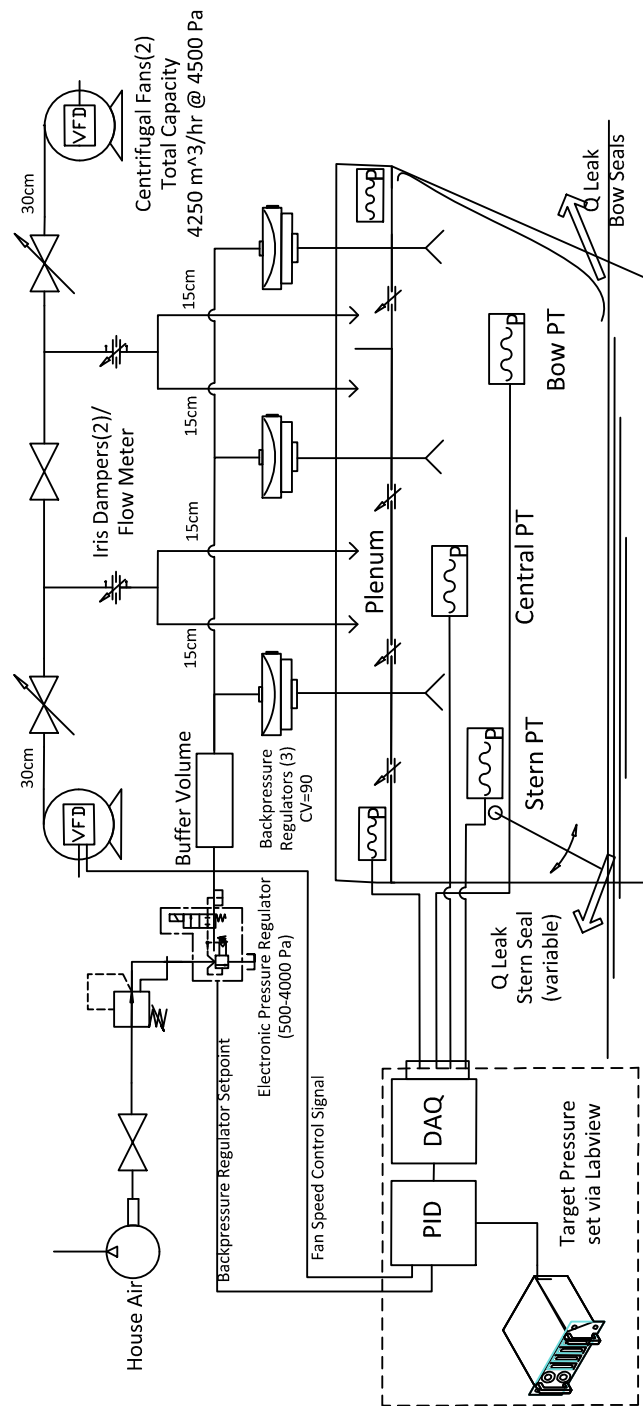 30cm
VFD
Centrifugal Fans(2)
Total Capacity
4250 m^3/hr @ 4500 Pa
Iris Dampers(2)/
Flow Meter
15cm
15cm
15cm
15cm
30cm
VFD
Buffer Volume
Backpressure
Regulators (3)
CV=90
Plenum
P
P
P
P
P
Bow PT
Central PT
Stern PT
Q Leak
Bow Seals
Q Leak
Stern Seal
(variable)
House Air
Electronic Pressure Regulator
(500-4000 Pa)
Backpressure Regulator Setpoint
Fan Speed Control Signal
PID
DAQ
Target Pressure
set via Labview